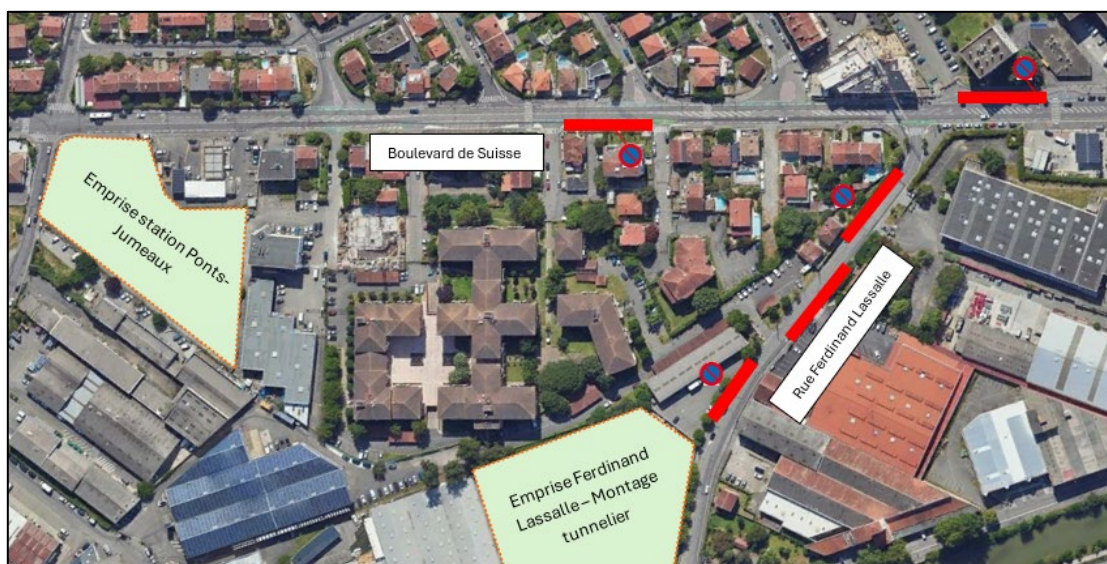 Boulevard de Suisse
Emprise station Ponts-
Jumeaux
Rue Ferdinand Lassalle
Emprise Ferdinand
Lassalle – Montage
tunnelier